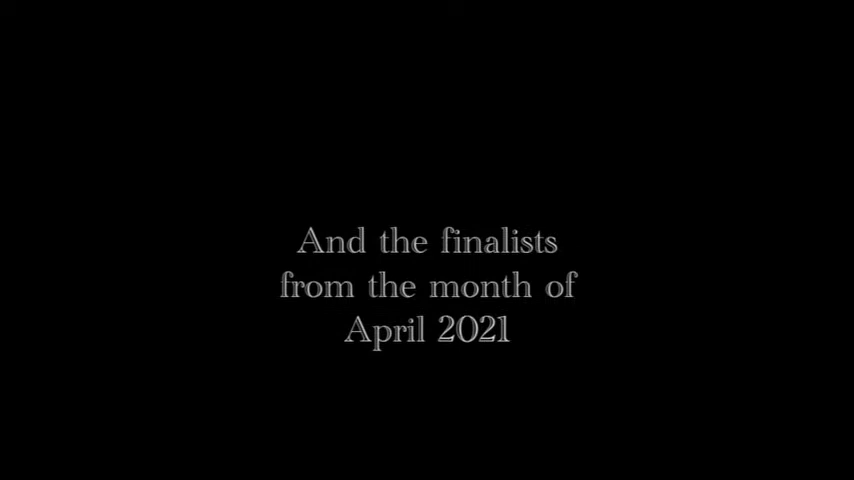 And the finalists
from the month of
April 2021